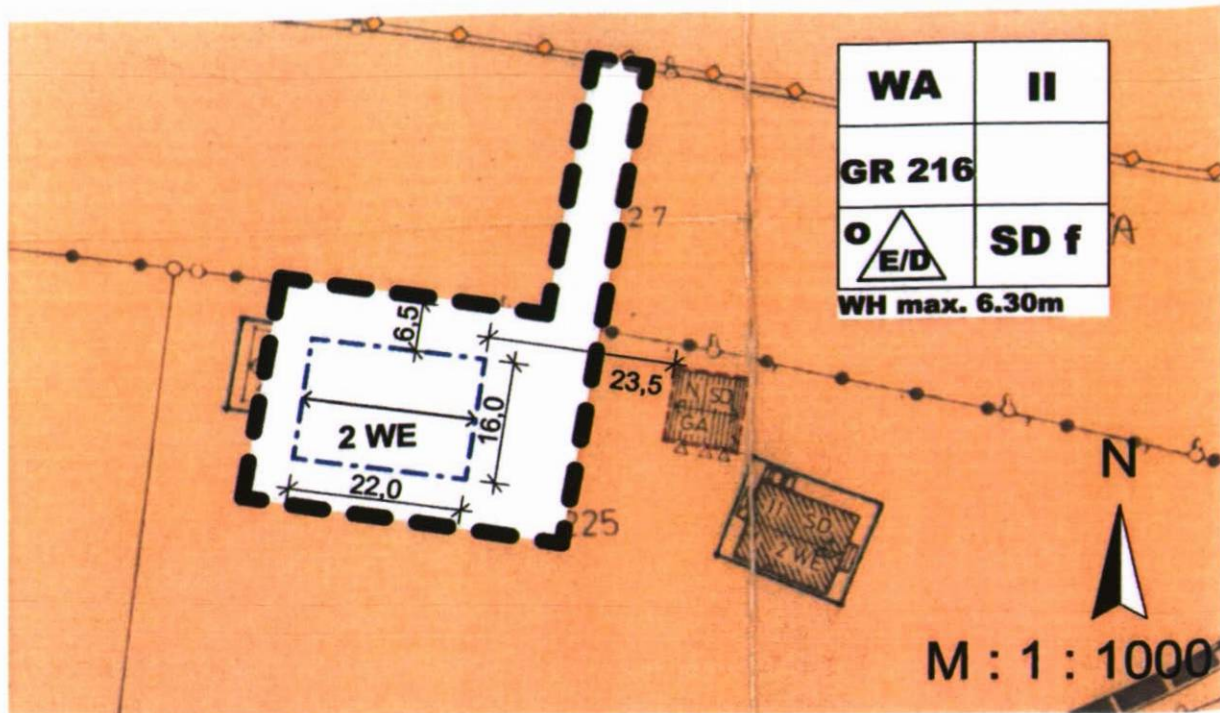 WA II
GR 216
o E/D SD f
WH max. 6.30m
27
6,5
23,5
N SD
GA
16,0
2 WE
22,0
225
II SD
2 WE
N
M : 1 : 1000